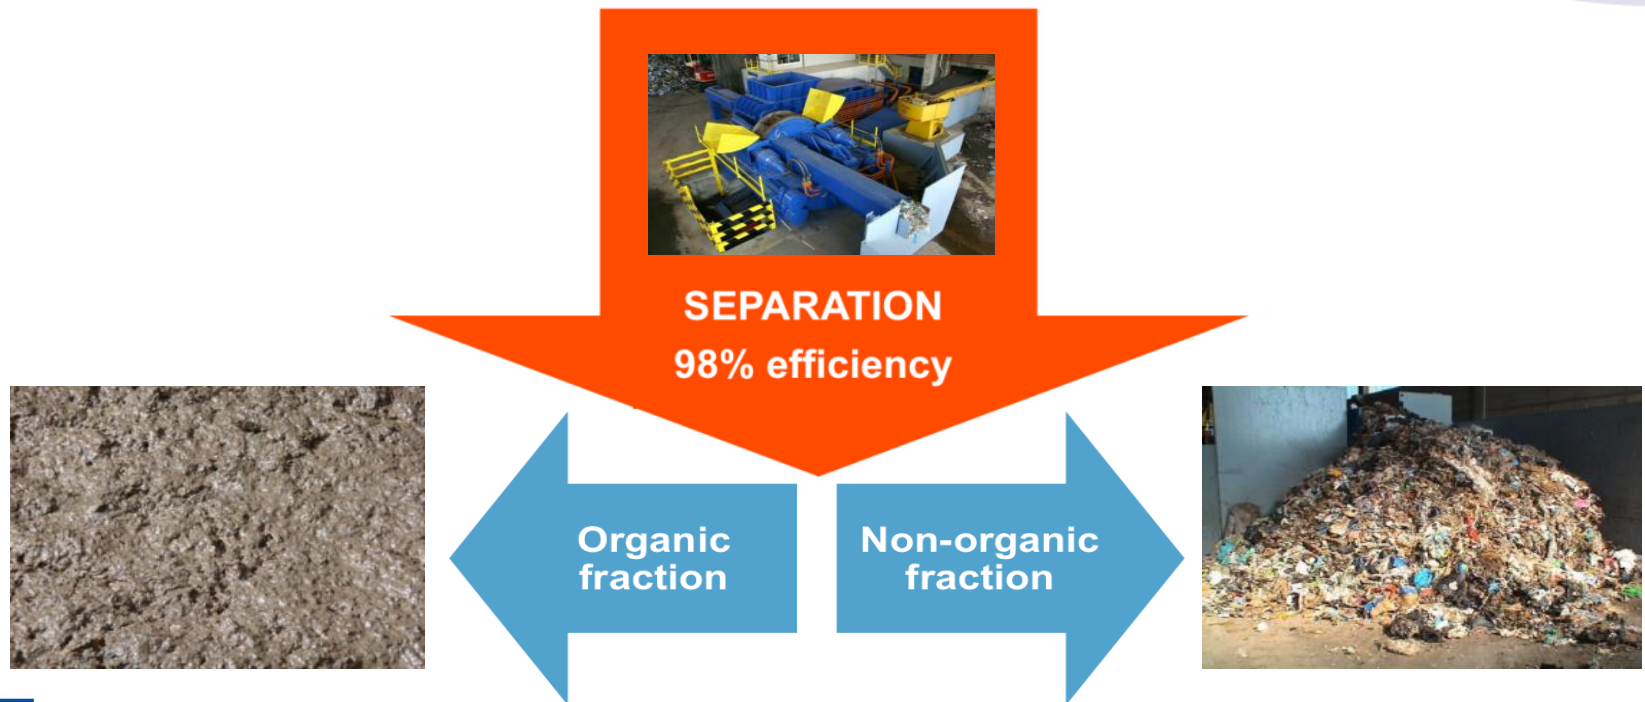 SEPARATION
98% efficiency
Organic
fraction
Non-organic
fraction